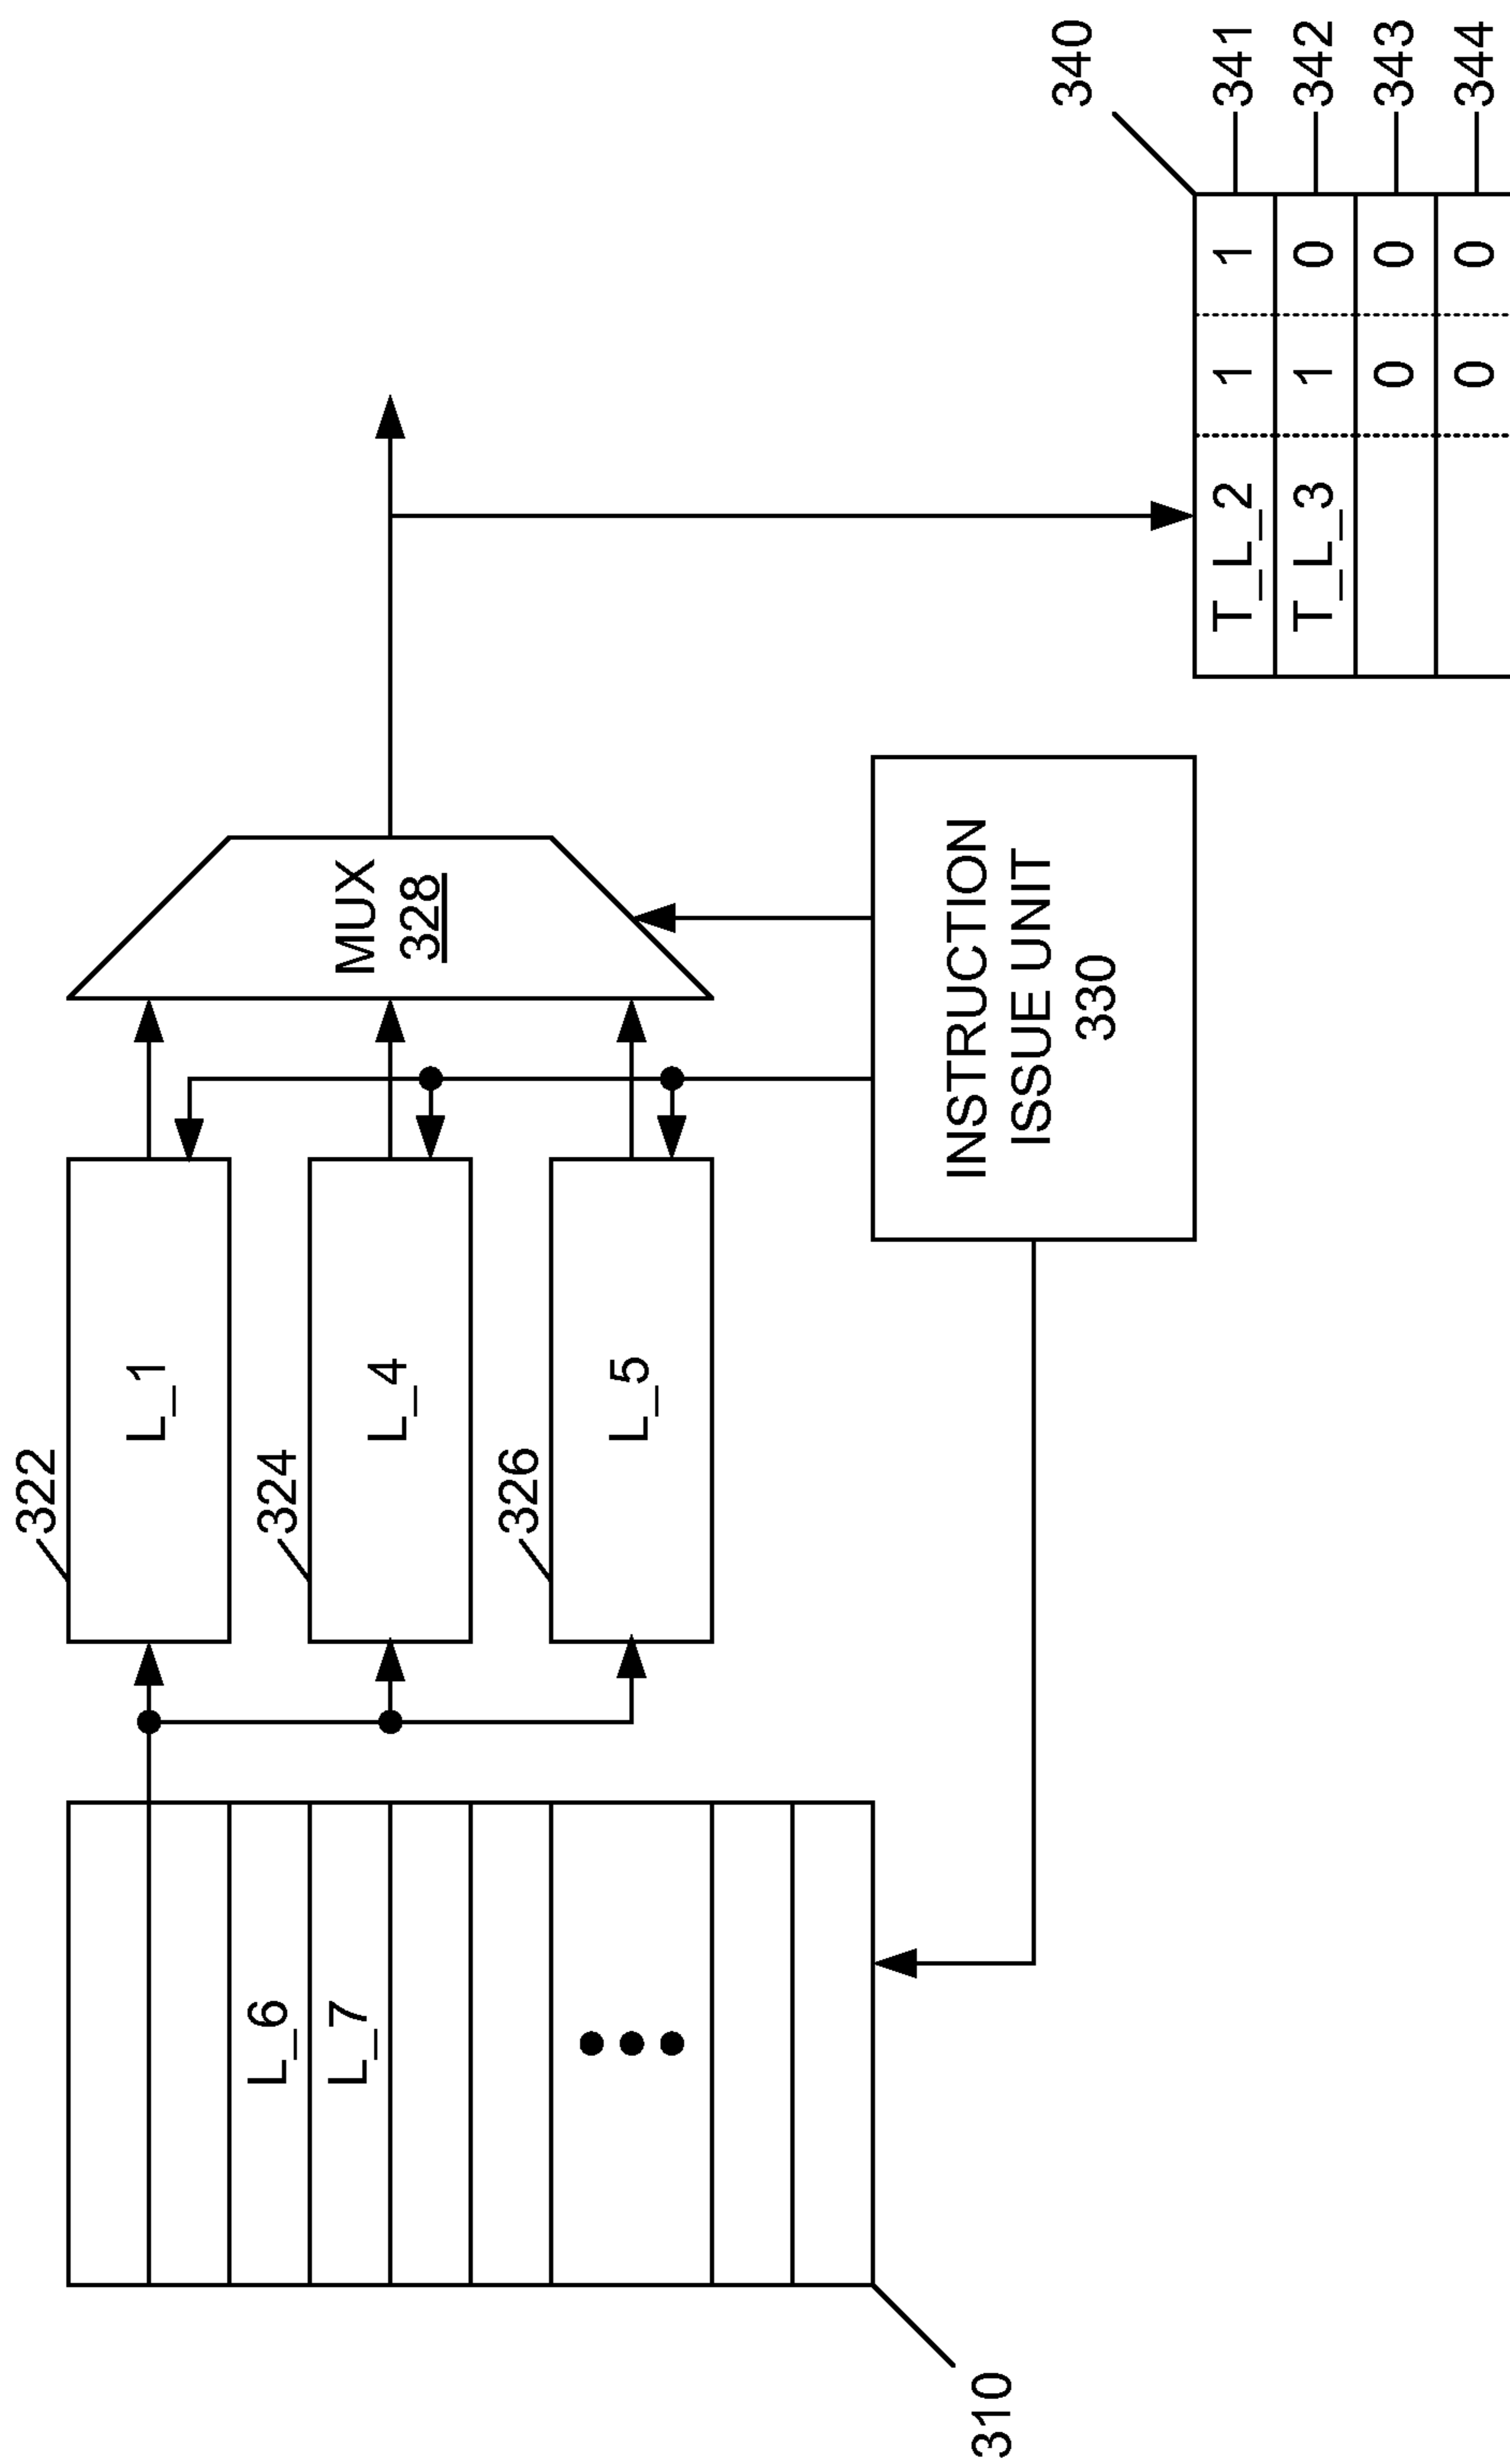 322
L_1
324
L_4
326
L_5
MUX
328
L_6
L_7
INSTRUCTION
ISSUE UNIT
330
310
340
T_L_2 1 1 341
T_L_3 1 0 342
0 0 343
0 0 344